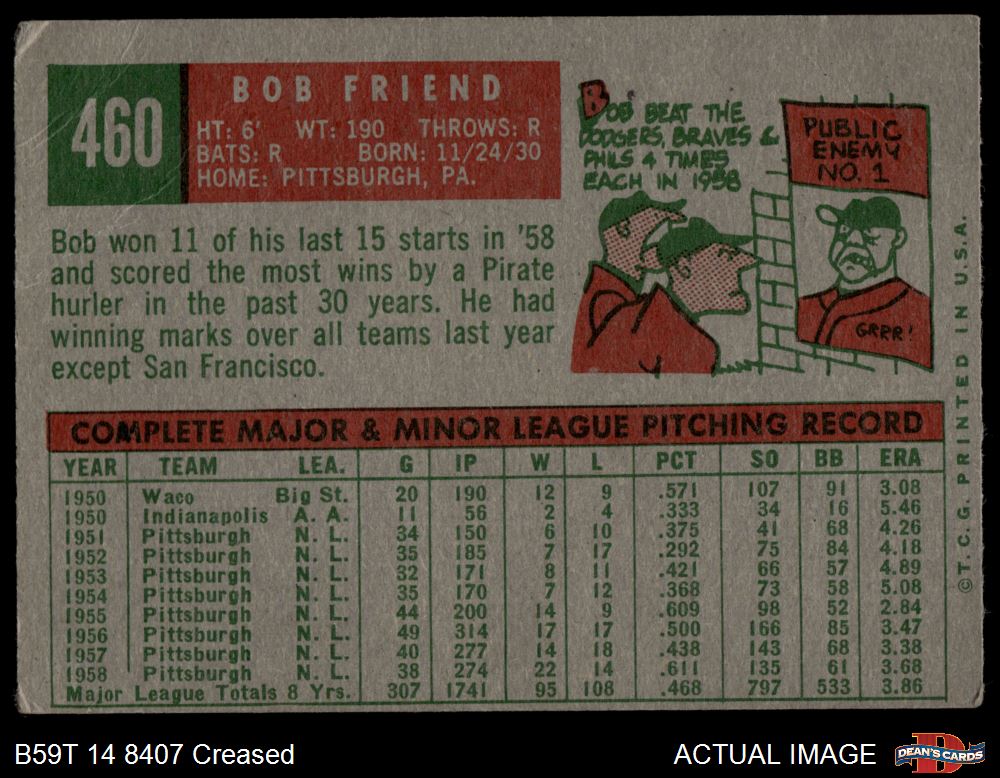 460
BOB FRIEND
HT: 6' WT: 190 THROWS: R
BATS: R BORN: 11/24/30
HOME: PITTSBURGH, PA.
Bob won 11 of his last 15 starts in '58
and scored the most wins by a Pirate
hurler in the past 30 years. He had
winning marks over all teams last year
except San Francisco.
BOB BEAT THE
DODGERS, BRAVES &
PHILS 4 TIMES
EACH IN 1958
PUBLIC
ENEMY
NO. 1
GRRR!
COMPLETE MAJOR & MINOR LEAGUE PITCHING RECORD
YEAR TEAM LEA. G IP W L PCT SO BB ERA
1950 Waco Big St. 20 190 12 9 .571 107 91 3.08
1950 Indianapolis A. A. 11 56 2 4 .333 34 16 5.46
1951 Pittsburgh N. L. 34 150 6 10 .375 41 68 4.26
1952 Pittsburgh N. L. 35 185 7 17 .292 75 84 4.18
1953 Pittsburgh N. L. 32 171 8 11 .421 66 57 4.89
1954 Pittsburgh N. L. 35 170 7 12 .368 73 58 5.08
1955 Pittsburgh N. L. 44 200 14 9 .609 98 52 2.84
1956 Pittsburgh N. L. 49 314 17 17 .500 166 85 3.47
1957 Pittsburgh N. L. 40 277 14 18 .438 143 68 3.38
1958 Pittsburgh N. L. 38 274 22 14 .611 135 61 3.68
Major League Totals 8 Yrs. 307 1741 95 108 .468 797 533 3.86
©T.C.G. PRINTED IN U.S.A.
B59T 14 8407 Creased
ACTUAL IMAGE
DEAN'S CARDS